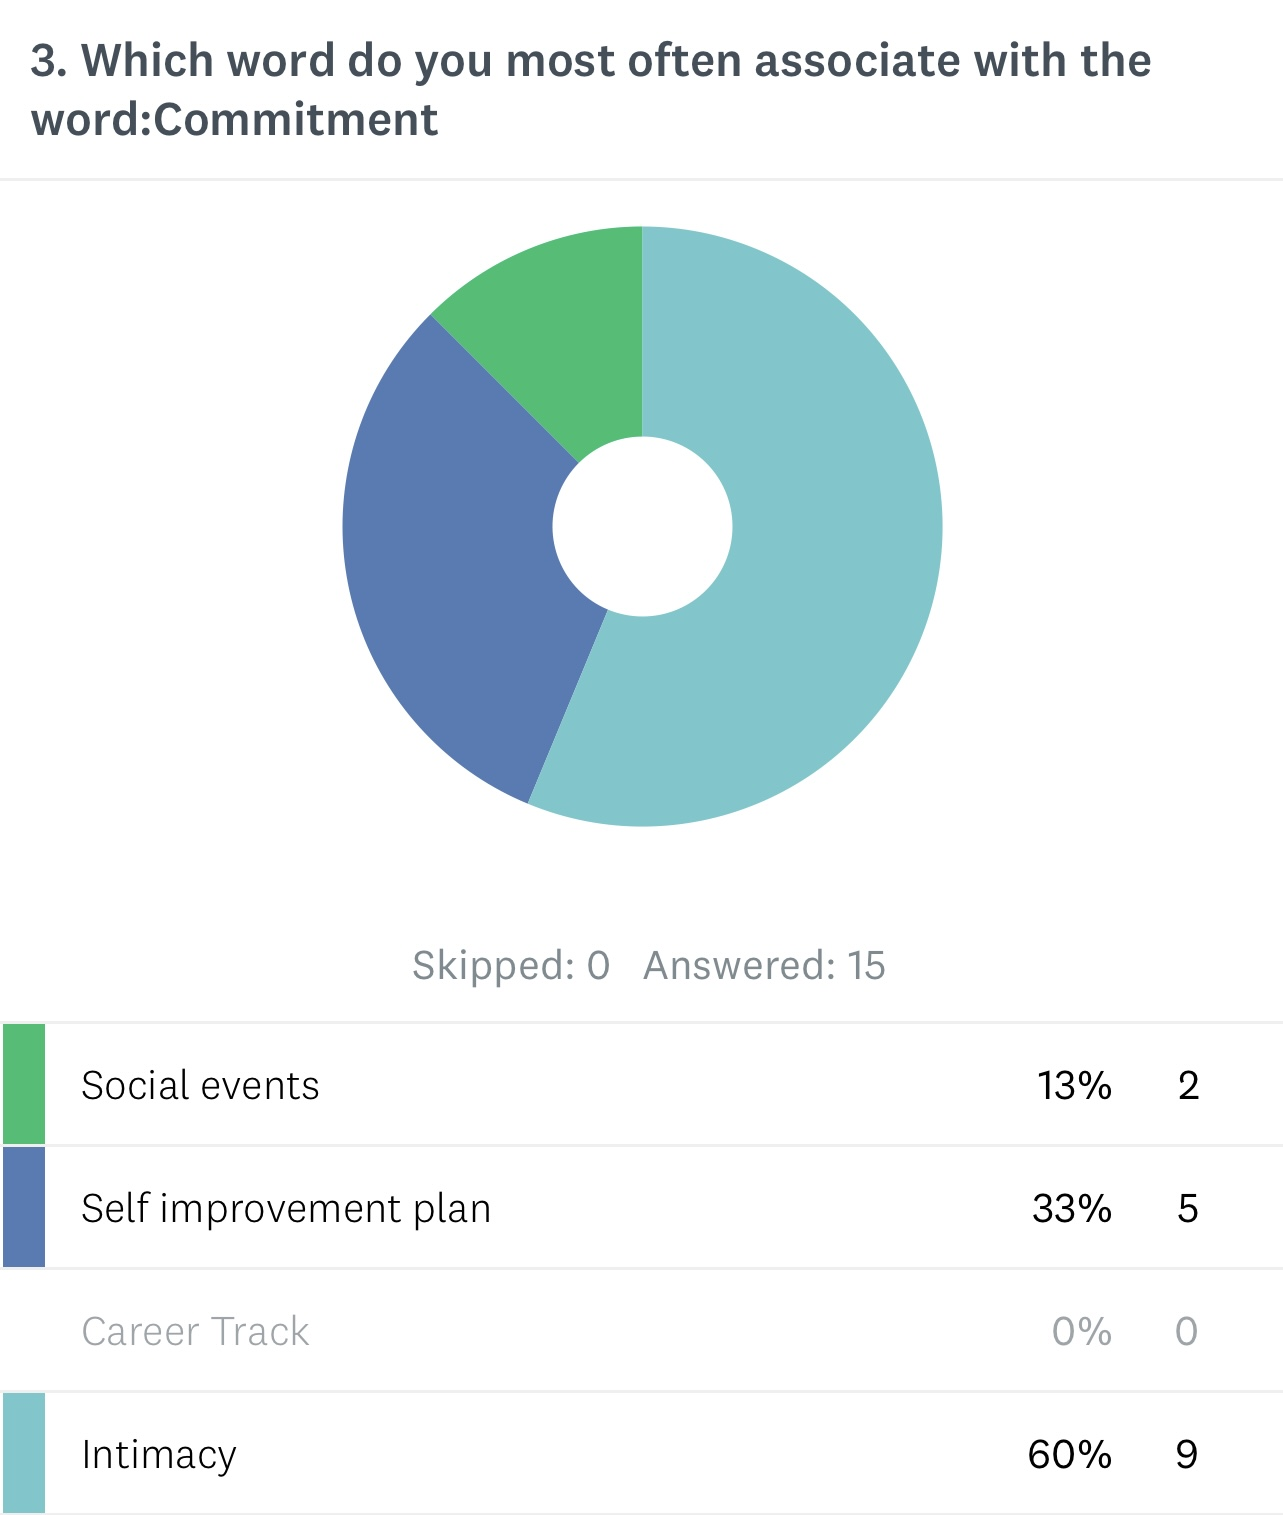 3. Which word do you most often associate with the
word:Commitment
Skipped: 0 Answered: 15
Social events 13% 2
Self improvement plan 33% 5
Career Track 0% 0
Intimacy 60% 9